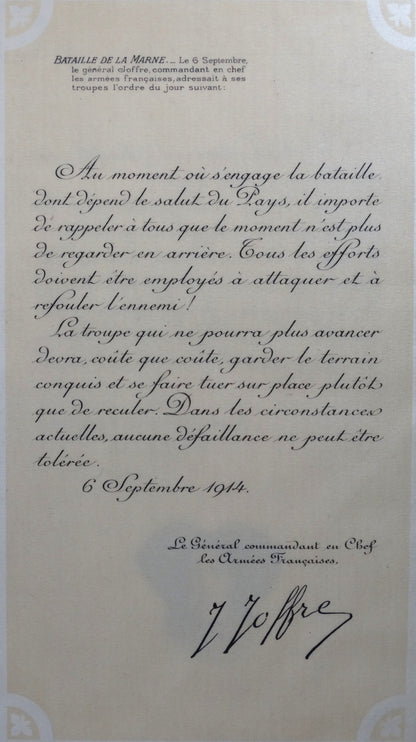 BATAILLE DE LA MARNE. — Le 6 Septembre,
le général Joffre, commandant en chef
les armées françaises, adressait à ses
troupes l'ordre du jour suivant :
Au moment où s'engage la bataille
dont dépend le salut du Pays, il importe
de rappeler à tous que le moment n'est plus
de regarder en arrière. Tous les efforts
doivent être employés à attaquer et à
refouler l'ennemi !
La troupe qui ne pourra plus avancer
devra, coûte que coûte, garder le terrain
conquis et se faire tuer sur place plutôt
que de reculer. Dans les circonstances
actuelles, aucune défaillance ne peut être
tolérée.
6 Septembre 1914.
Le Général commandant en Chef
les Armées Françaises,
J Joffre